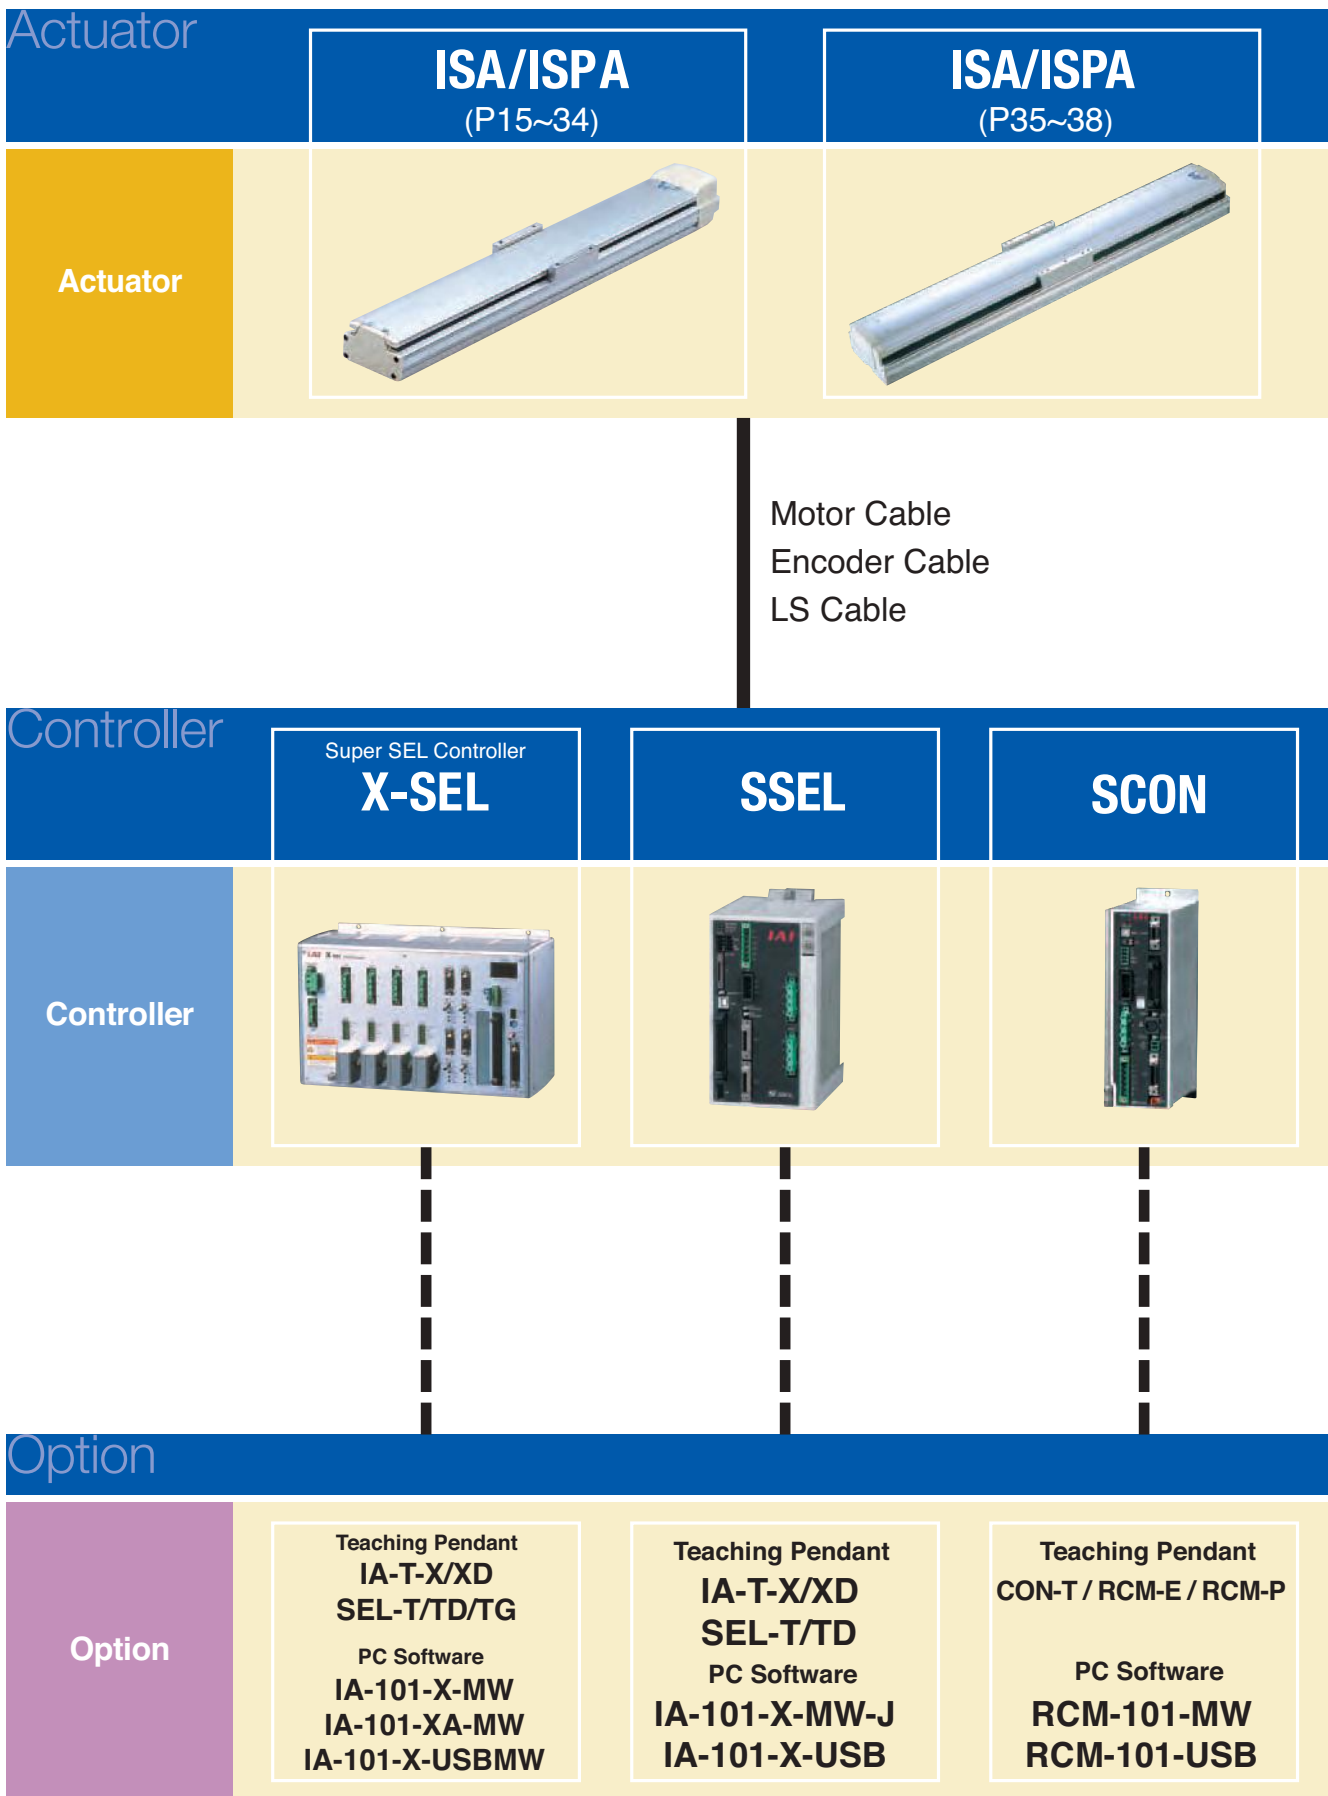 Actuator
ISA/ISPA
(P15~34)
ISA/ISPA
(P35~38)
Actuator
Motor Cable
Encoder Cable
LS Cable
Controller
Super SEL Controller
X-SEL
SSEL
SCON
Controller
IAI
IAI
Option
Option
Teaching Pendant
IA-T-X/XD
SEL-T/TD/TG
PC Software
IA-101-X-MW
IA-101-XA-MW
IA-101-X-USBMW
Teaching Pendant
IA-T-X/XD
SEL-T/TD
PC Software
IA-101-X-MW-J
IA-101-X-USB
Teaching Pendant
CON-T / RCM-E / RCM-P
PC Software
RCM-101-MW
RCM-101-USB